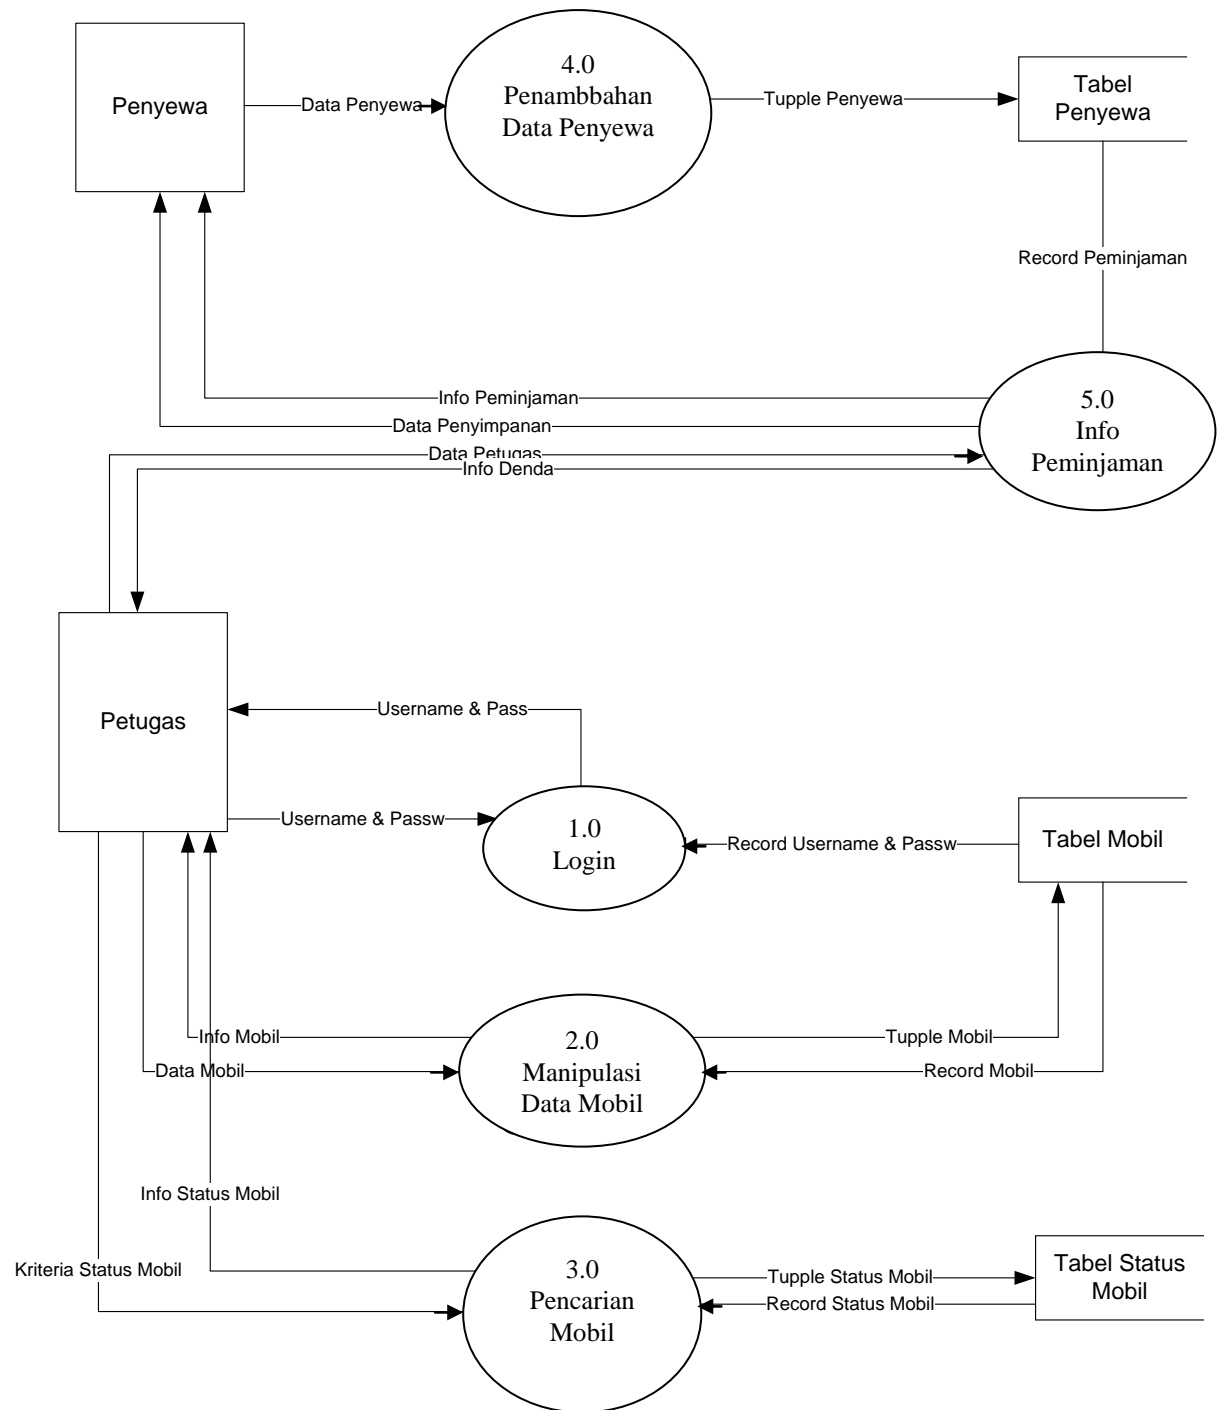 Penyewa
Data Penyewa
4.0
Penambbahan
Data Penyewa
Tupple Penyewa
Tabel
Penyewa
Record Peminjaman
Info Peminjaman
Data Penyimpanan
Data Petugas
Info Denda
5.0
Info
Peminjaman
Petugas
Username & Pass
Username & Passw
1.0
Login
Record Username & Passw
Tabel Mobil
Info Mobil
Data Mobil
2.0
Manipulasi
Data Mobil
Tupple Mobil
Record Mobil
Info Status Mobil
Kriteria Status Mobil
3.0
Pencarian
Mobil
Tupple Status Mobil
Record Status Mobil
Tabel Status
Mobil